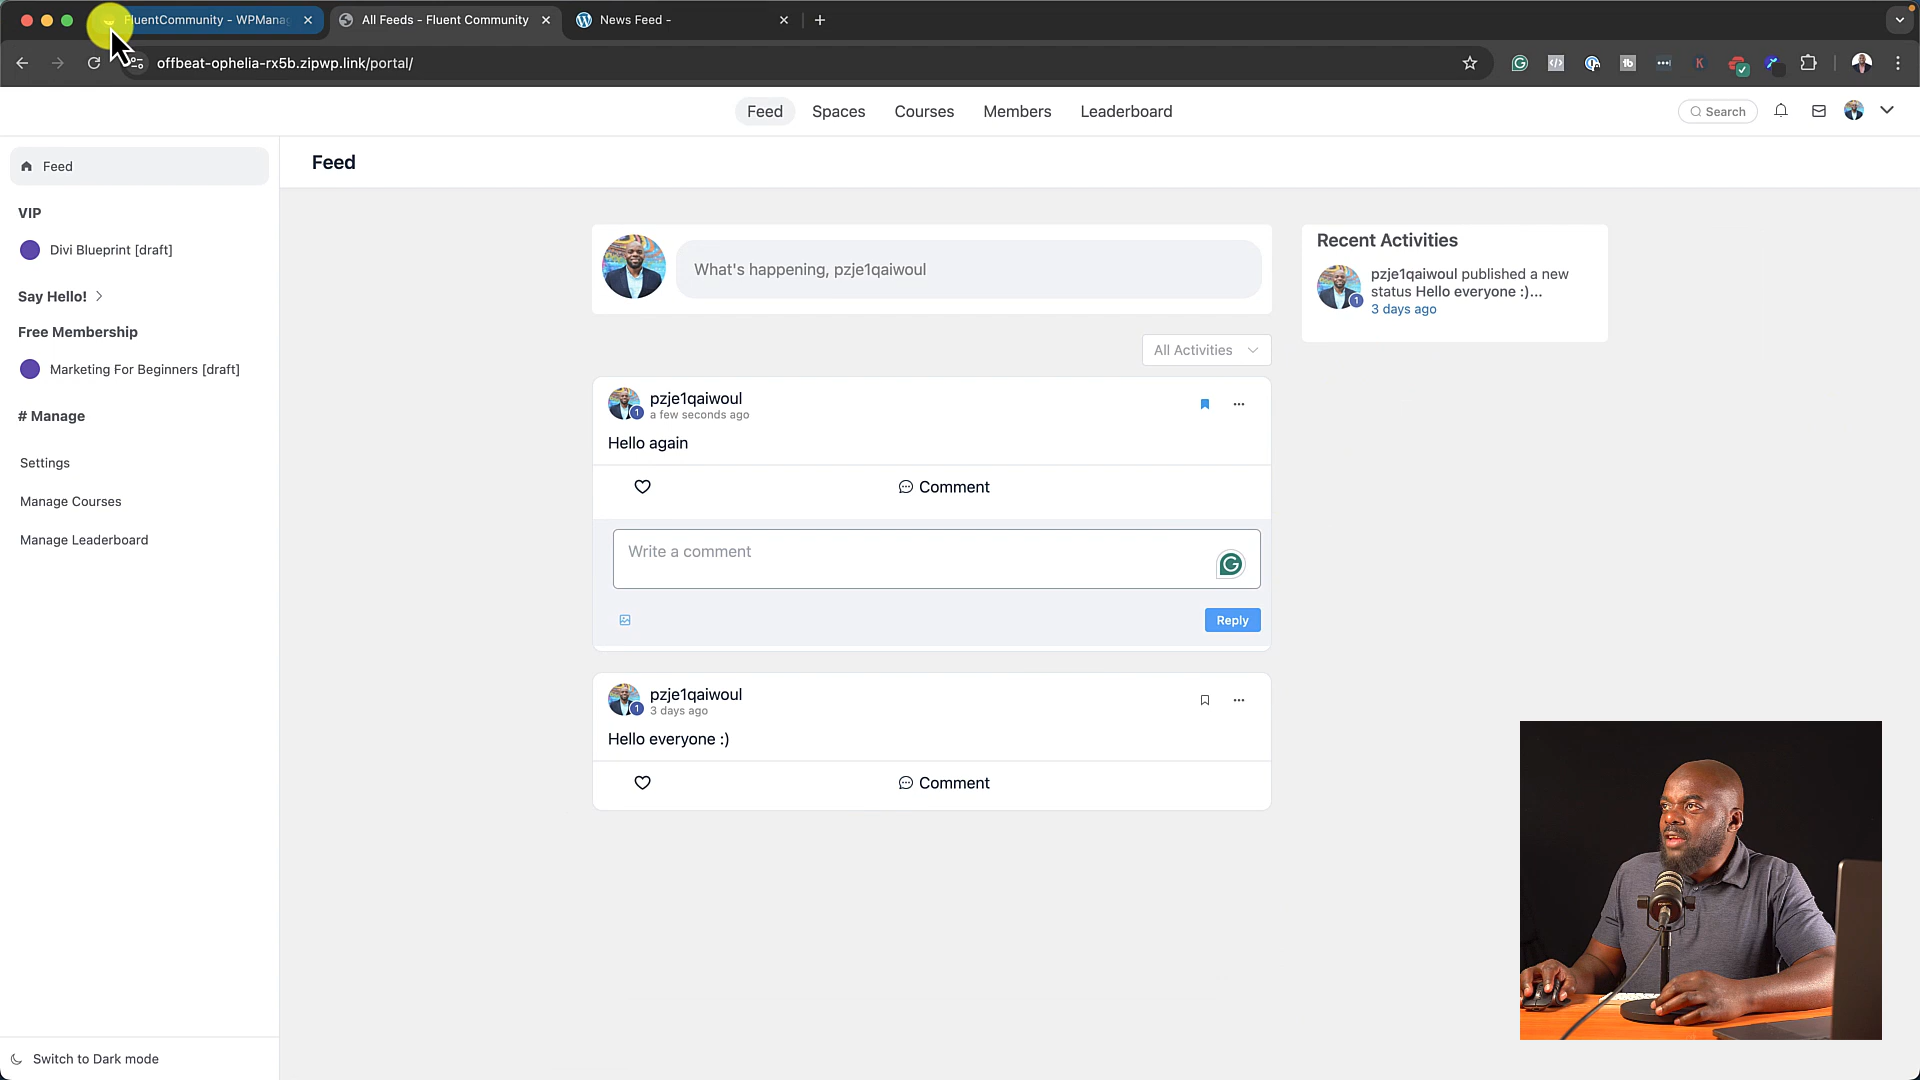 FluentCommunity - WPManag
All Feeds - Fluent Community
News Feed -
offbeat-ophelia-rx5b.zipwp.link/portal/
Feed
Spaces
Courses
Members
Leaderboard
Search
Feed
VIP
Divi Blueprint [draft]
Say Hello!
Free Membership
Marketing For Beginners [draft]
# Manage
Settings
Manage Courses
Manage Leaderboard
Switch to Dark mode
Feed
What's happening, pzje1qaiwoul
All Activities
pzje1qaiwoul
1
a few seconds ago
Hello again
Comment
Write a comment
Reply
pzje1qaiwoul
1
3 days ago
Hello everyone :)
Comment
Recent Activities
pzje1qaiwoul published a new
status Hello everyone :)...
1
3 days ago